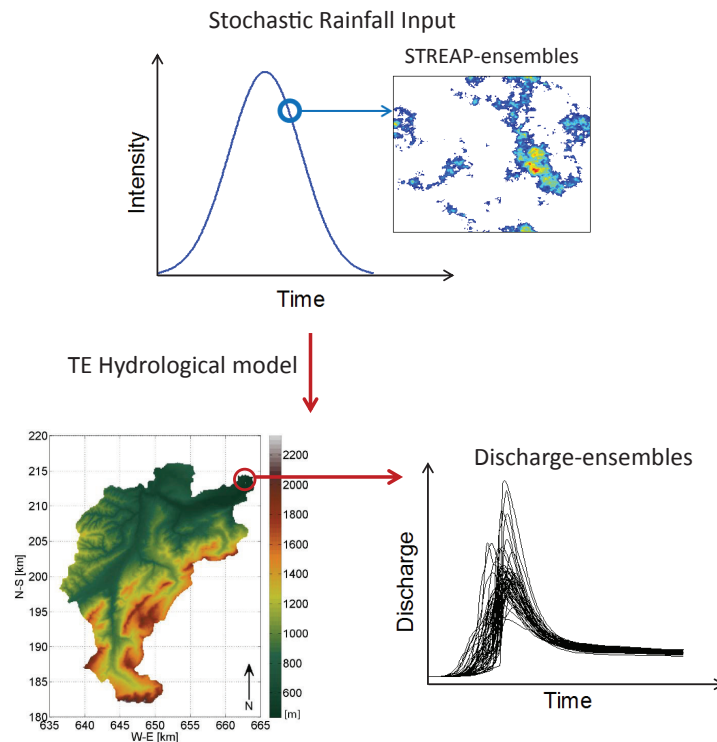 Stochastic Rainfall Input
STREAP-ensembles
Intensity
Time
TE Hydrological model
Discharge-ensembles
220
215
210
205
200
195
190
185
180
N-S [km]
635 640 645 650 655 660 665
W-E [km]
2200
2000
1800
1600
1400
1200
1000
800
600
[m]
N
Discharge
Time